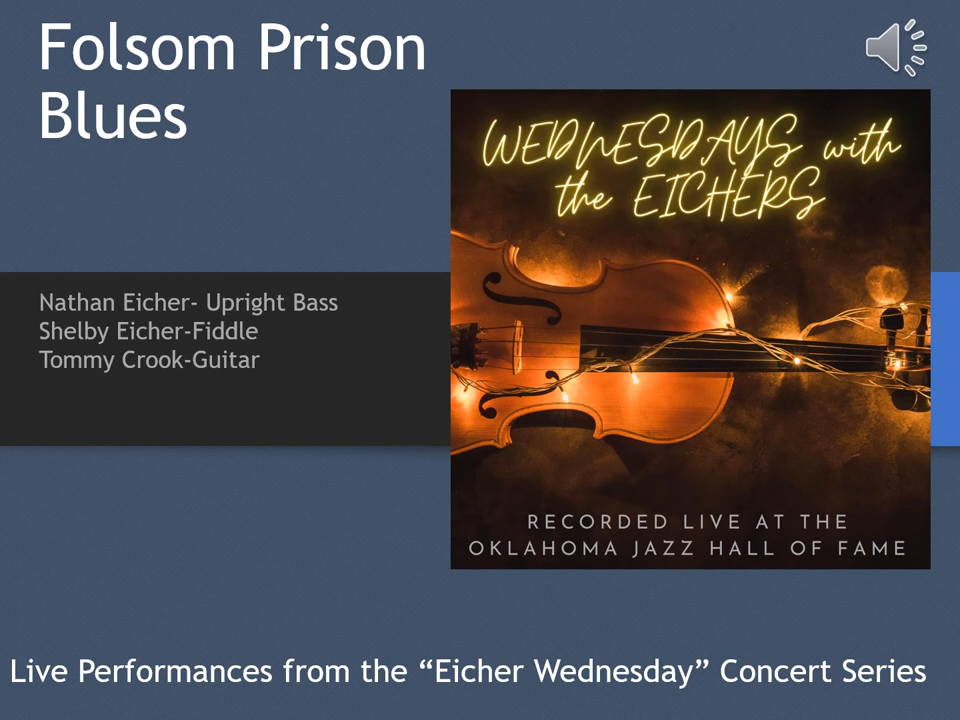 Folsom Prison
Blues
WEDNESDAYS with
the EICHERS
Nathan Eicher- Upright Bass
Shelby Eicher-Fiddle
Tommy Crook-Guitar
RECORDED LIVE AT THE
OKLAHOMA JAZZ HALL OF FAME
Live Performances from the “Eicher Wednesday” Concert Series